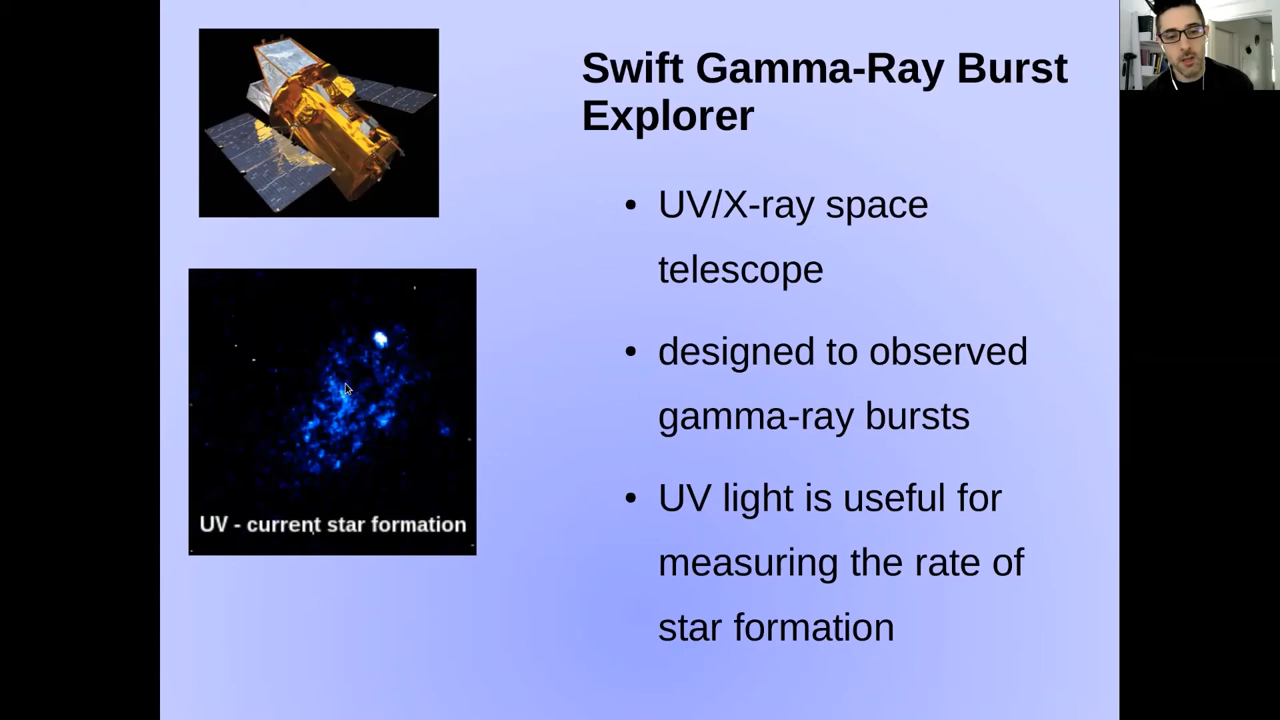 Swift Gamma-Ray Burst
Explorer
• UV/X-ray space
telescope
• designed to observed
gamma-ray bursts
• UV light is useful for
measuring the rate of
star formation
UV - current star formation